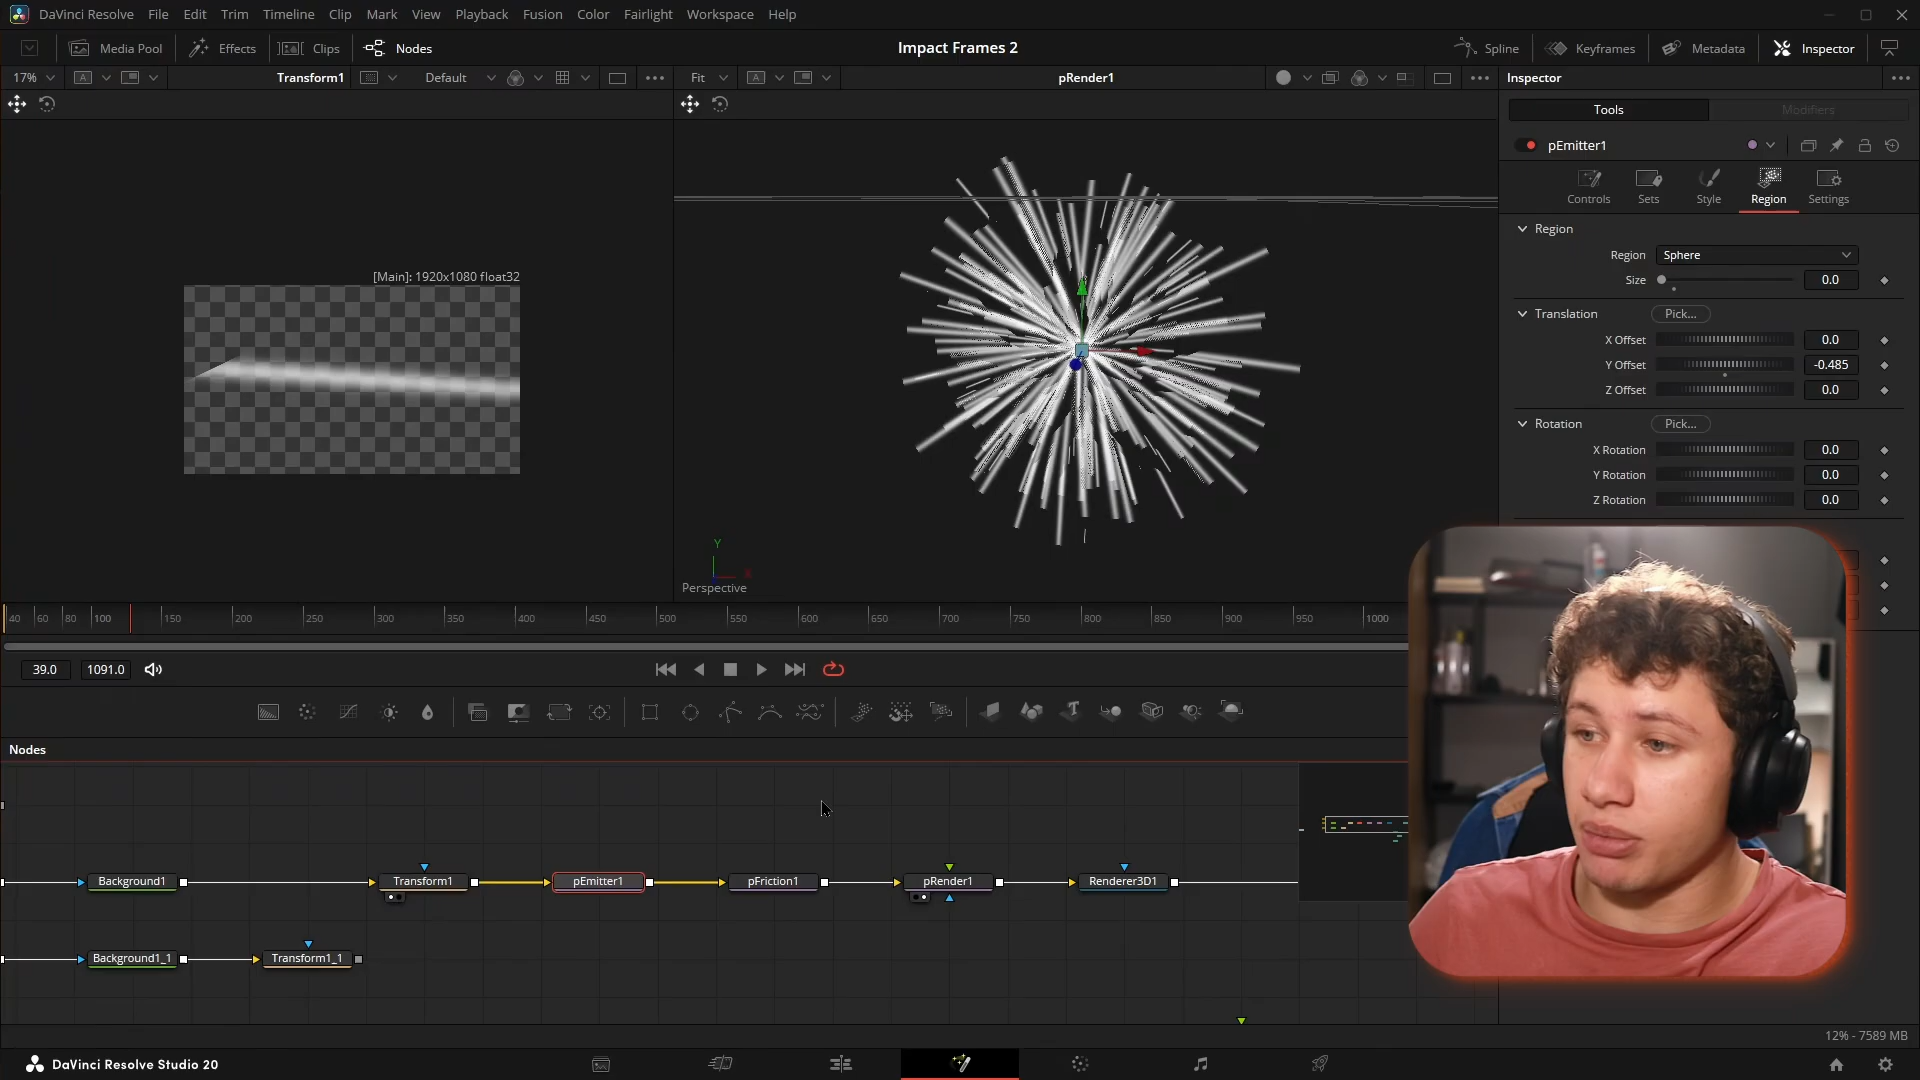 DaVinci Resolve File Edit Trim Timeline Clip Mark View Playback Fusion Color Fairlight Workspace Help
Media Pool Effects Clips Nodes Impact Frames 2 Spline Keyframes Metadata Inspector
17% A Transform1 Default Fit A pRender1 Inspector
Tools Modifiers
pEmitter1
Controls Sets Style Region Settings
Region
Region Sphere
Size 0.0
[Main]: 1920x1080 float32
Translation Pick...
X Offset 0.0
Y Offset -0.485
Z Offset 0.0
Rotation Pick...
X Rotation 0.0
Y Rotation 0.0
Z Rotation 0.0
Y
X
Perspective
40 60 80 100 150 200 250 300 350 400 450 500 550 600 650 700 750 800 850 900 950 1000
39.0 1091.0
Nodes
Background1 Transform1 pEmitter1 pFriction1 pRender1 Renderer3D1
Background1_1 Transform1_1
12% - 7589 MB
DaVinci Resolve Studio 20